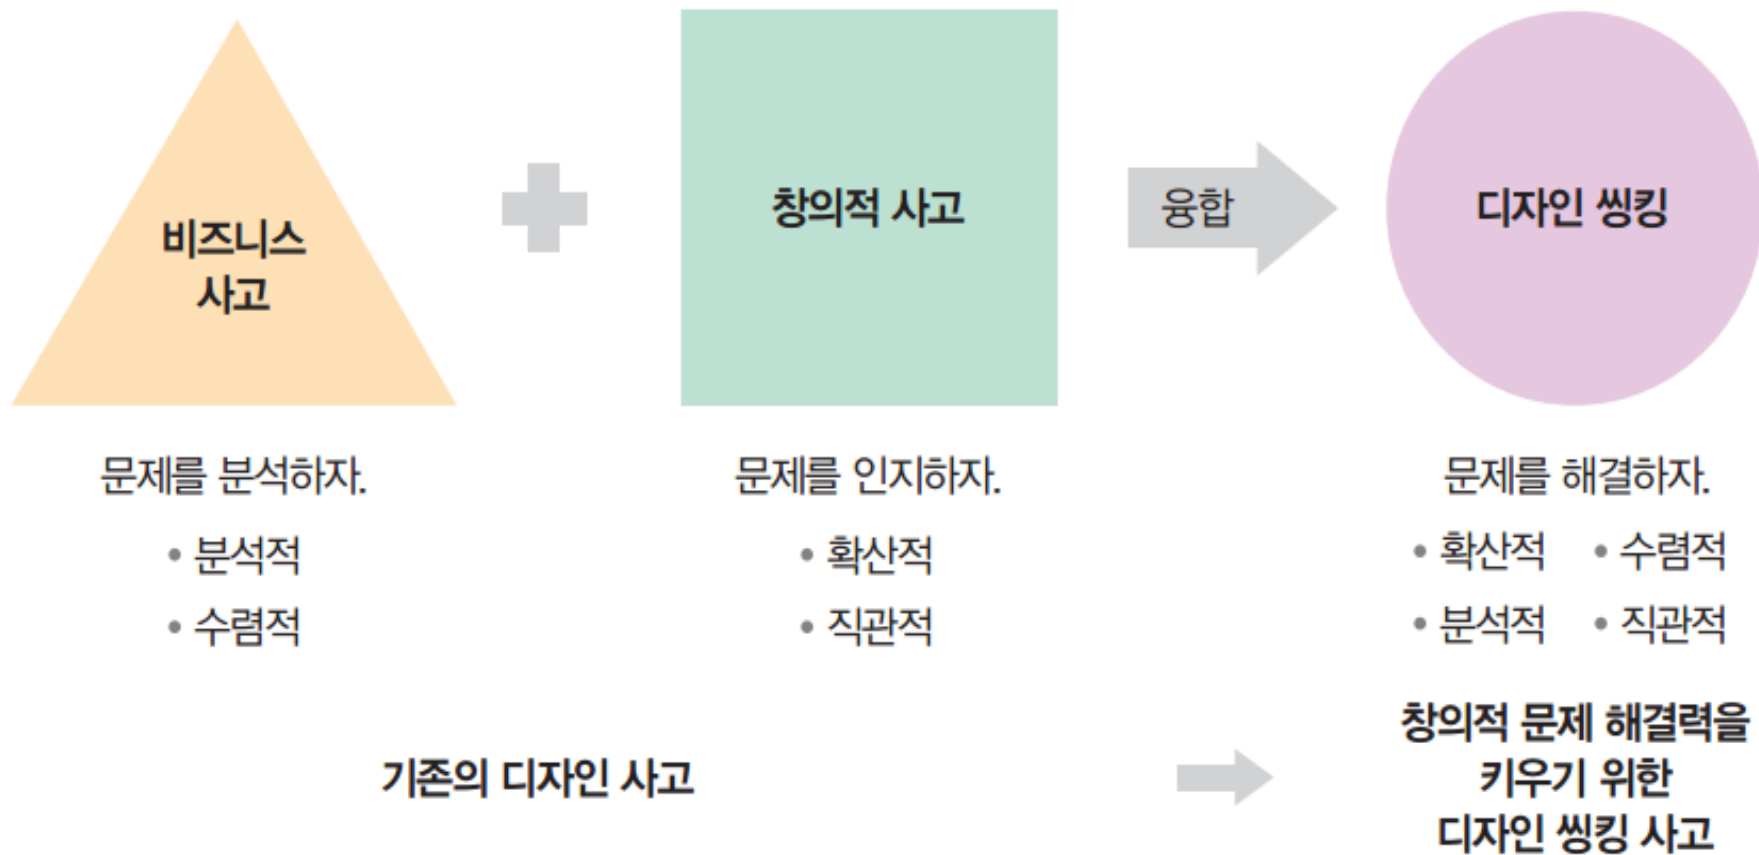 비즈니스
사고
창의적 사고
융합
디자인 씽킹
문제를 분석하자.
• 분석적
• 수렴적
문제를 인지하자.
• 확산적
• 직관적
문제를 해결하자.
• 확산적 • 수렴적
• 분석적 • 직관적
기존의 디자인 사고
창의적 문제 해결력을
키우기 위한
디자인 씽킹 사고